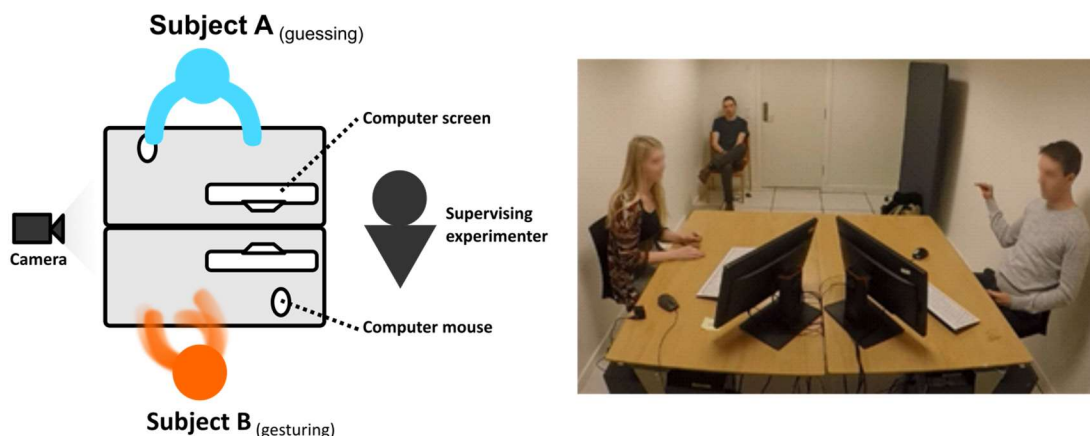 Subject A (guessing)
Computer screen
Supervising
experimenter
Camera
Computer mouse
Subject B (gesturing)